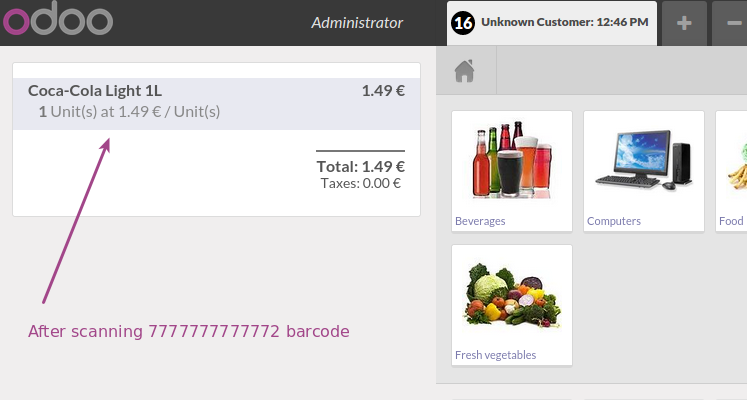 odoo
Administrator
16 Unknown Customer: 12:46 PM
Coca-Cola Light 1L 1.49 €
1 Unit(s) at 1.49 € / Unit(s)
Total: 1.49 €
Taxes: 0.00 €
After scanning 7777777777772 barcode
Beverages
Computers
Food
Fresh vegetables